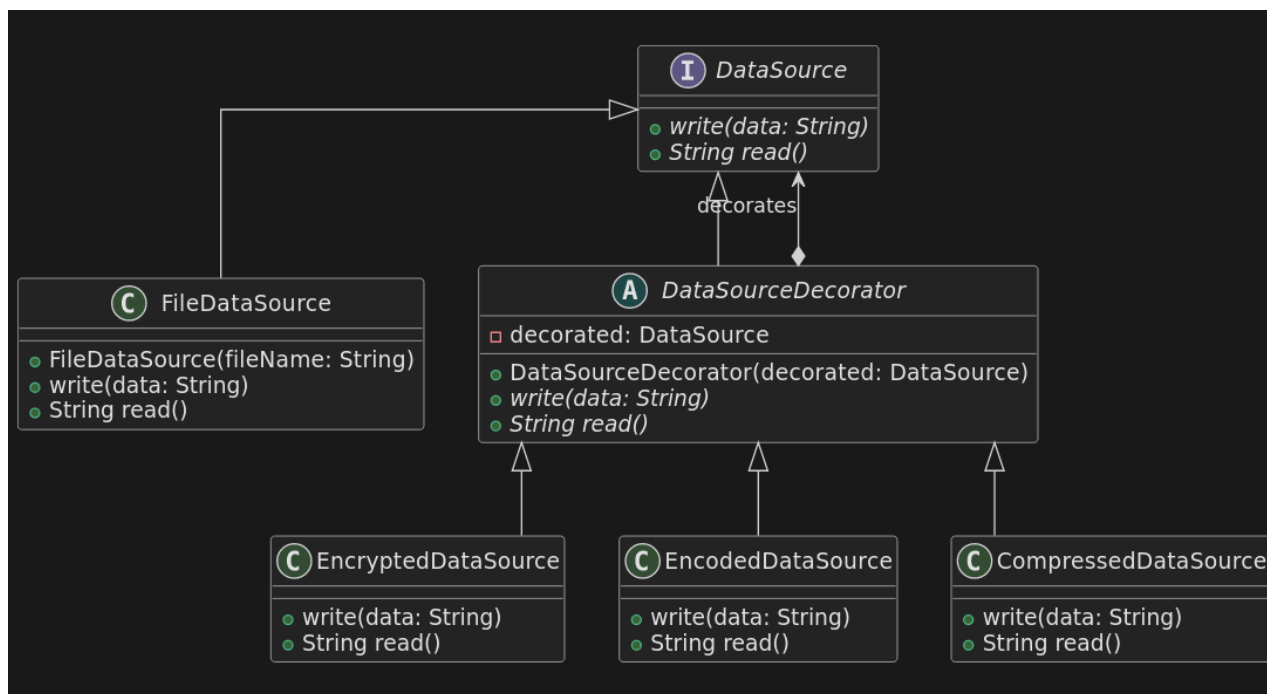 I DataSource
write(data: String)
String read()
decorates
C FileDataSource
FileDataSource(fileName: String)
write(data: String)
String read()
A DataSourceDecorator
decorated: DataSource
DataSourceDecorator(decorated: DataSource)
write(data: String)
String read()
C EncryptedDataSource
write(data: String)
String read()
C EncodedDataSource
write(data: String)
String read()
C CompressedDataSource
write(data: String)
String read()